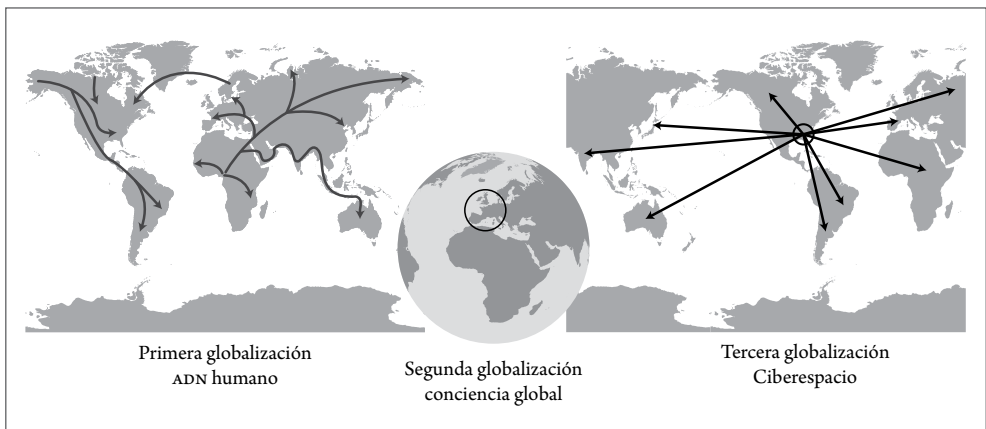 Primera globalización
ADN humano
Segunda globalización
conciencia global
Tercera globalización
Ciberespacio